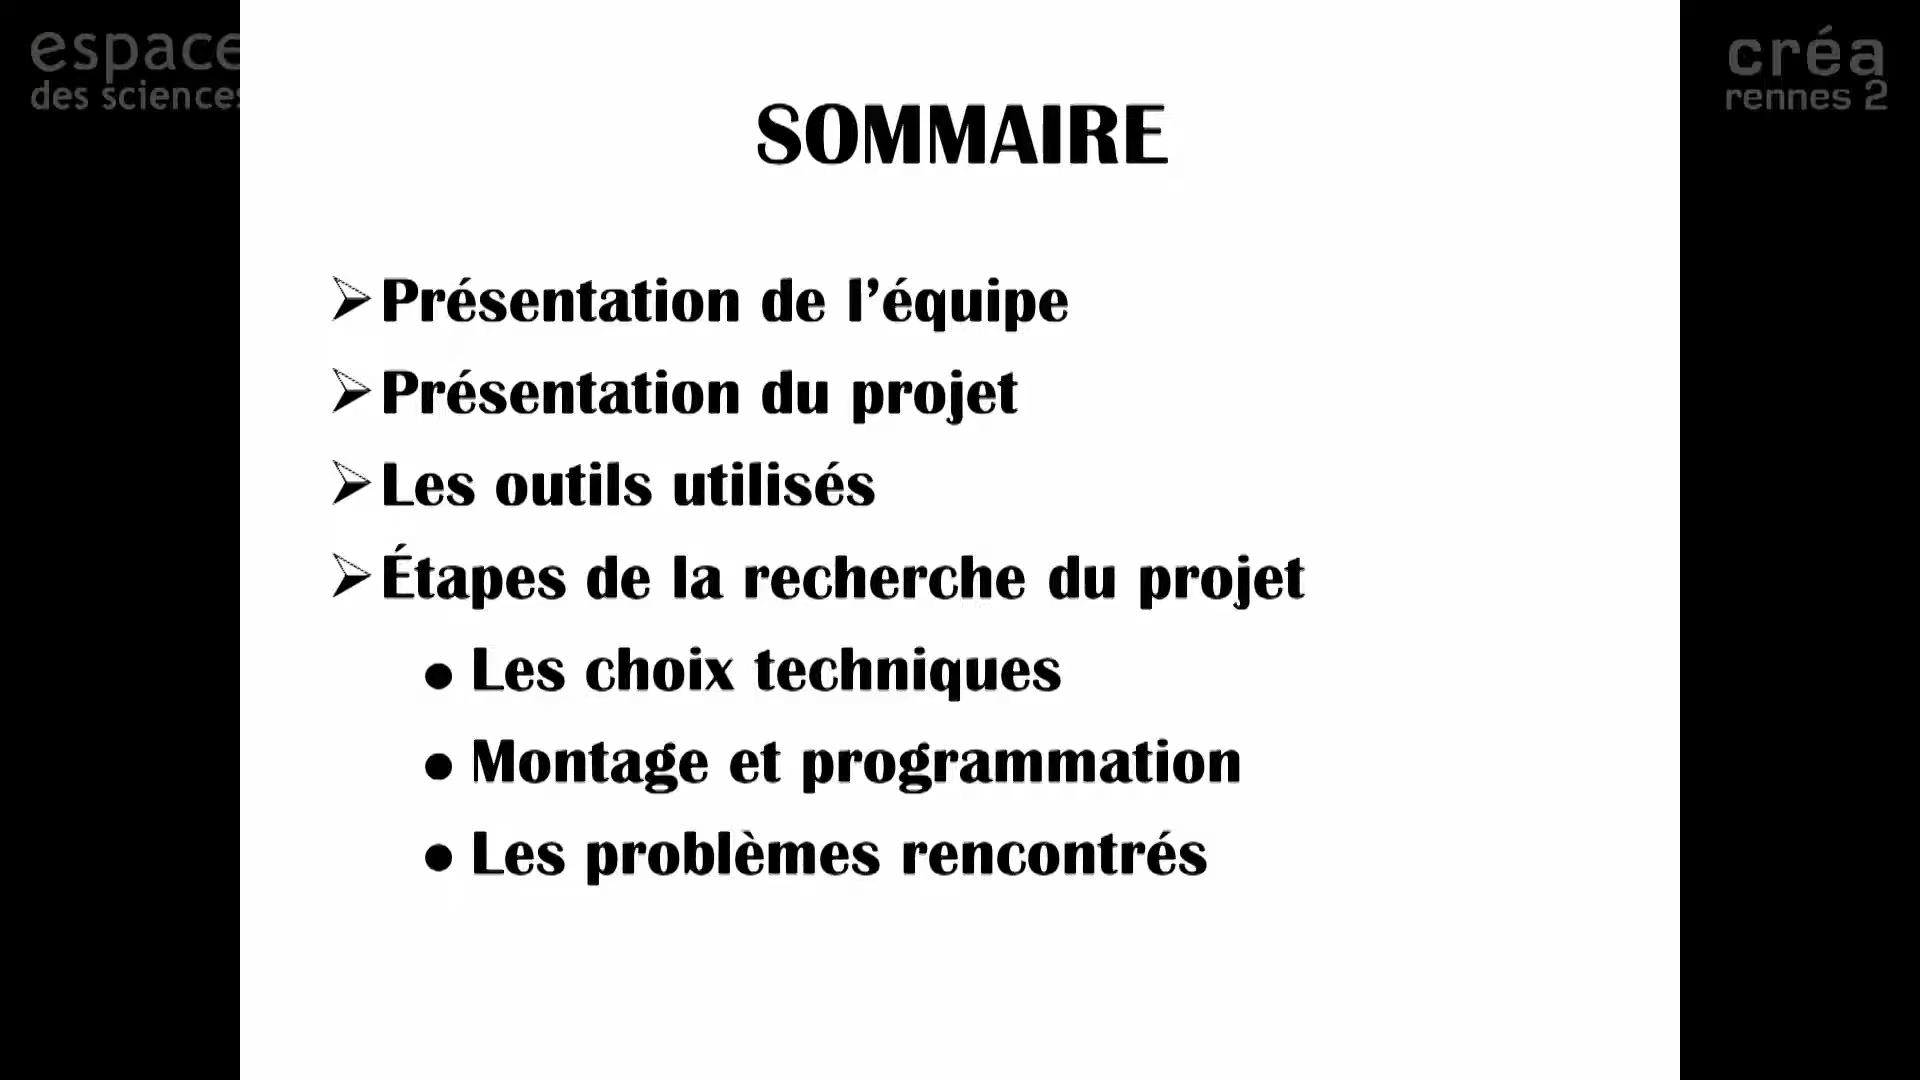 espace
des sciences
créa
rennes 2
SOMMAIRE
➢Présentation de l’équipe
➢Présentation du projet
➢Les outils utilisés
➢Étapes de la recherche du projet
• Les choix techniques
• Montage et programmation
• Les problèmes rencontrés